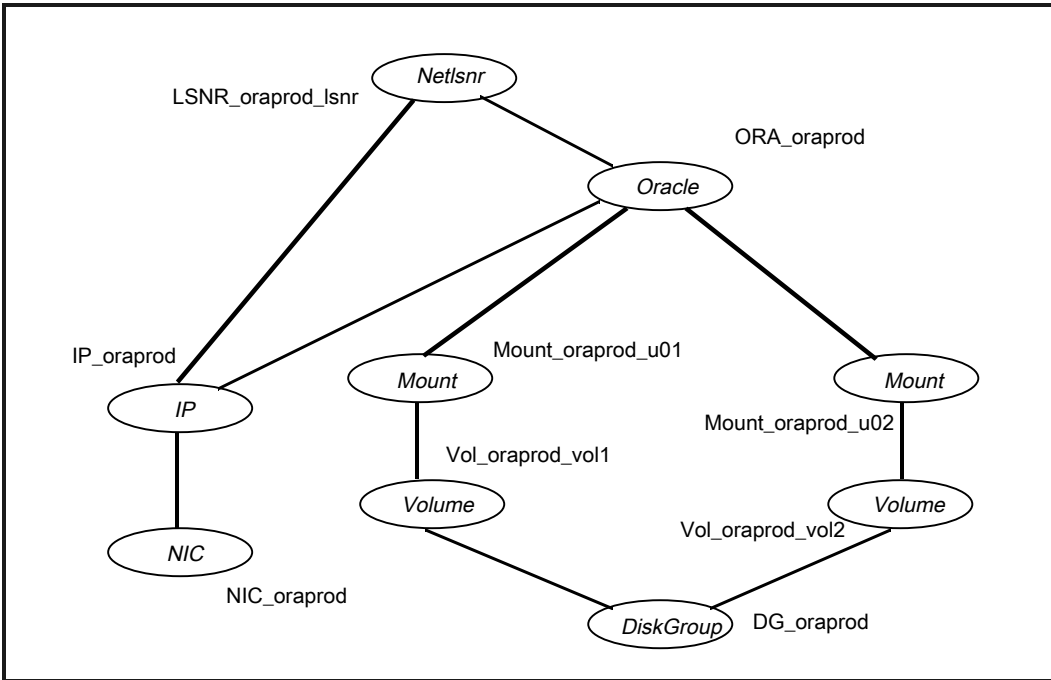 Netlsnr
LSNR_oraprod_lsnr
ORA_oraprod
Oracle
IP_oraprod
Mount_oraprod_u01
Mount
Mount
IP
Mount_oraprod_u02
Vol_oraprod_vol1
Volume
Volume
Vol_oraprod_vol2
NIC
NIC_oraprod
DiskGroup
DG_oraprod